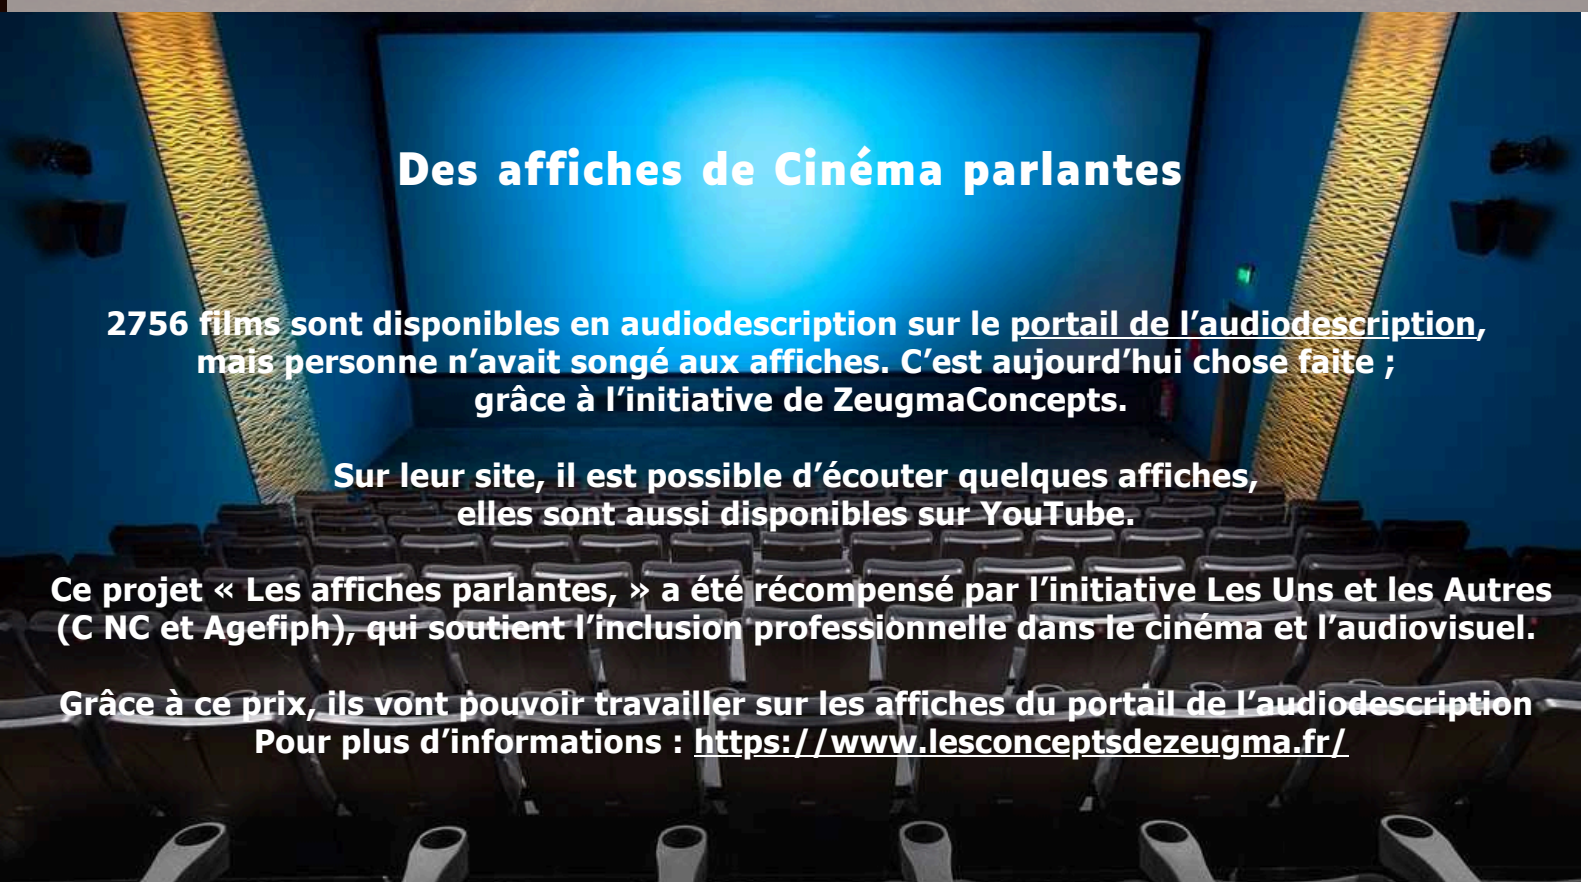 Des affiches de Cinéma parlantes
2756 films sont disponibles en audiodescription sur le portail de l’audiodescription,
mais personne n’avait songé aux affiches. C’est aujourd’hui chose faite ;
grâce à l’initiative de ZeugmaConcepts.
Sur leur site, il est possible d’écouter quelques affiches,
elles sont aussi disponibles sur YouTube.
Ce projet « Les affiches parlantes, » a été récompensé par l’initiative Les Uns et les Autres
(C NC et Agefiph), qui soutient l’inclusion professionnelle dans le cinéma et l’audiovisuel.
Grâce à ce prix, ils vont pouvoir travailler sur les affiches du portail de l’audiodescription
Pour plus d’informations : https://www.lesconceptsdezeugma.fr/